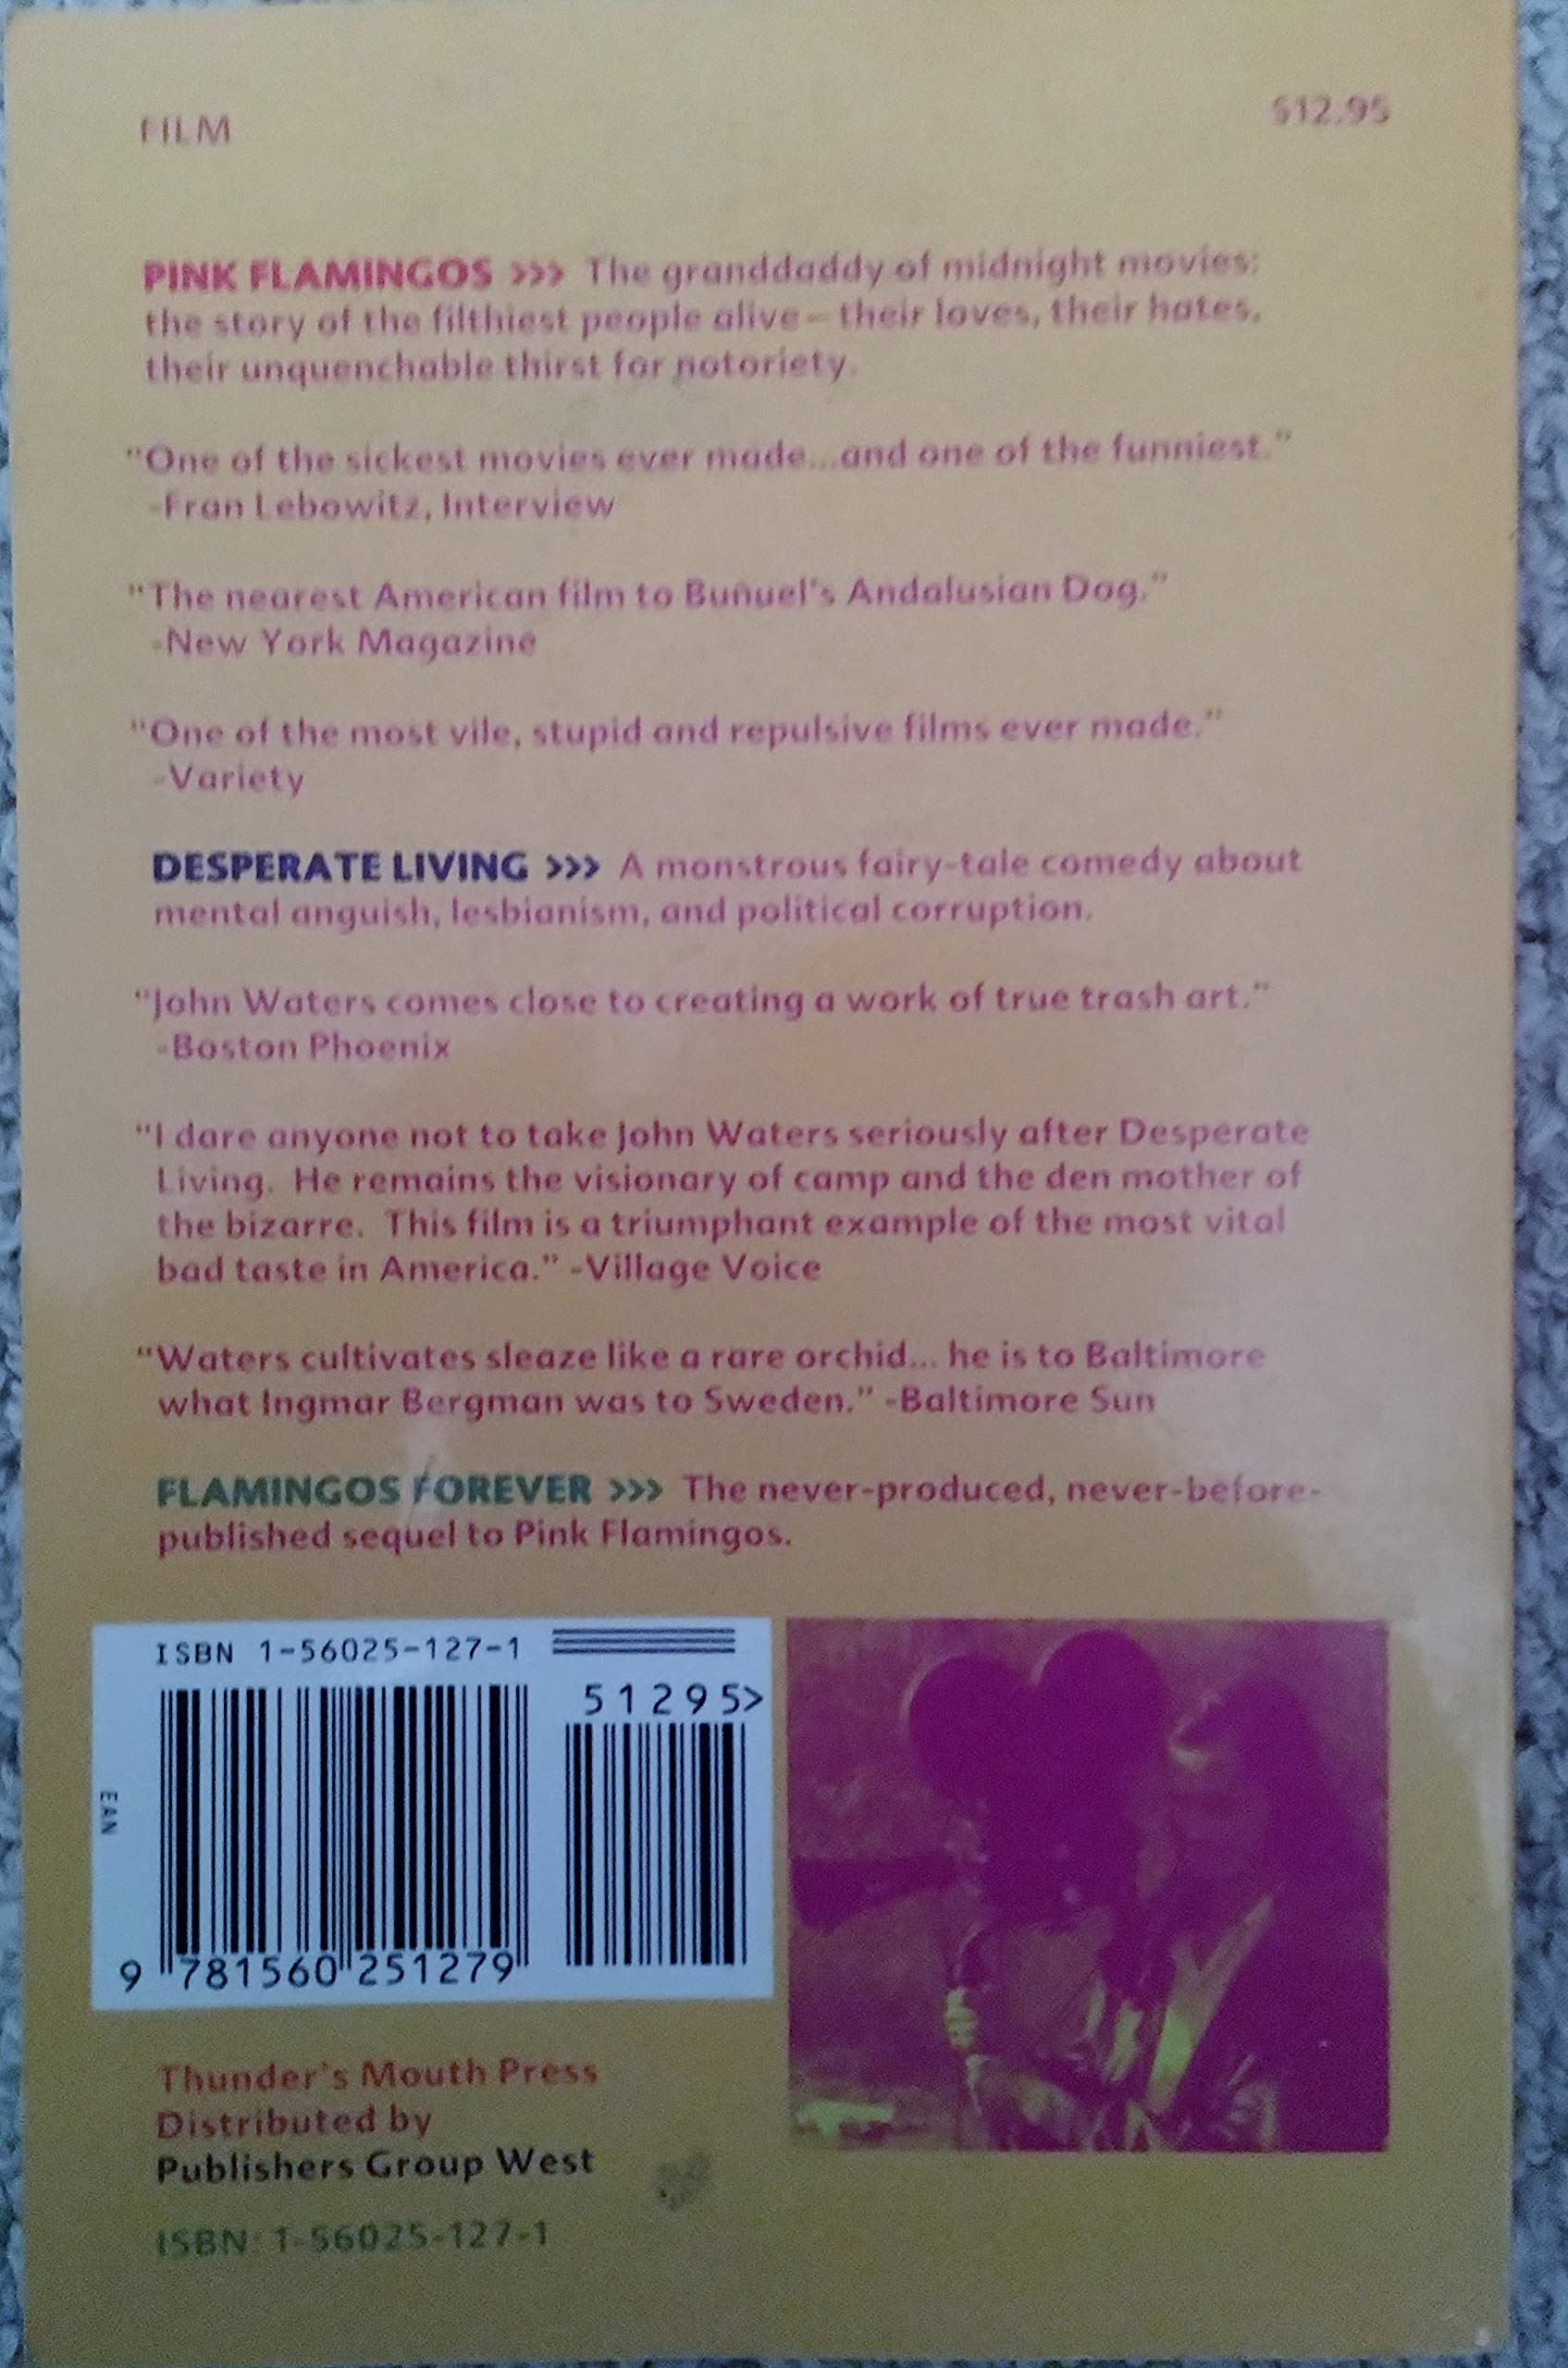 FILM
$12.95
PINK FLAMINGOS >>> The granddaddy of midnight movies:
the story of the filthiest people alive – their loves, their hates,
their unquenchable thirst for notoriety.
"One of the sickest movies ever made...and one of the funniest."
-Fran Lebowitz, Interview
"The nearest American film to Buñuel's Andalusian Dog."
-New York Magazine
"One of the most vile, stupid and repulsive films ever made."
-Variety
DESPERATE LIVING >>> A monstrous fairy-tale comedy about
mental anguish, lesbianism, and political corruption.
"John Waters comes close to creating a work of true trash art."
-Boston Phoenix
"I dare anyone not to take John Waters seriously after Desperate
Living. He remains the visionary of camp and the den mother of
the bizarre. This film is a triumphant example of the most vital
bad taste in America." -Village Voice
"Waters cultivates sleaze like a rare orchid... he is to Baltimore
what Ingmar Bergman was to Sweden." -Baltimore Sun
FLAMINGOS FOREVER >>> The never-produced, never-before-
published sequel to Pink Flamingos.
ISBN 1-56025-127-1
51295>
EAN
9 781560 251279
Thunder's Mouth Press
Distributed by
Publishers Group West
ISBN: 1-56025-127-1